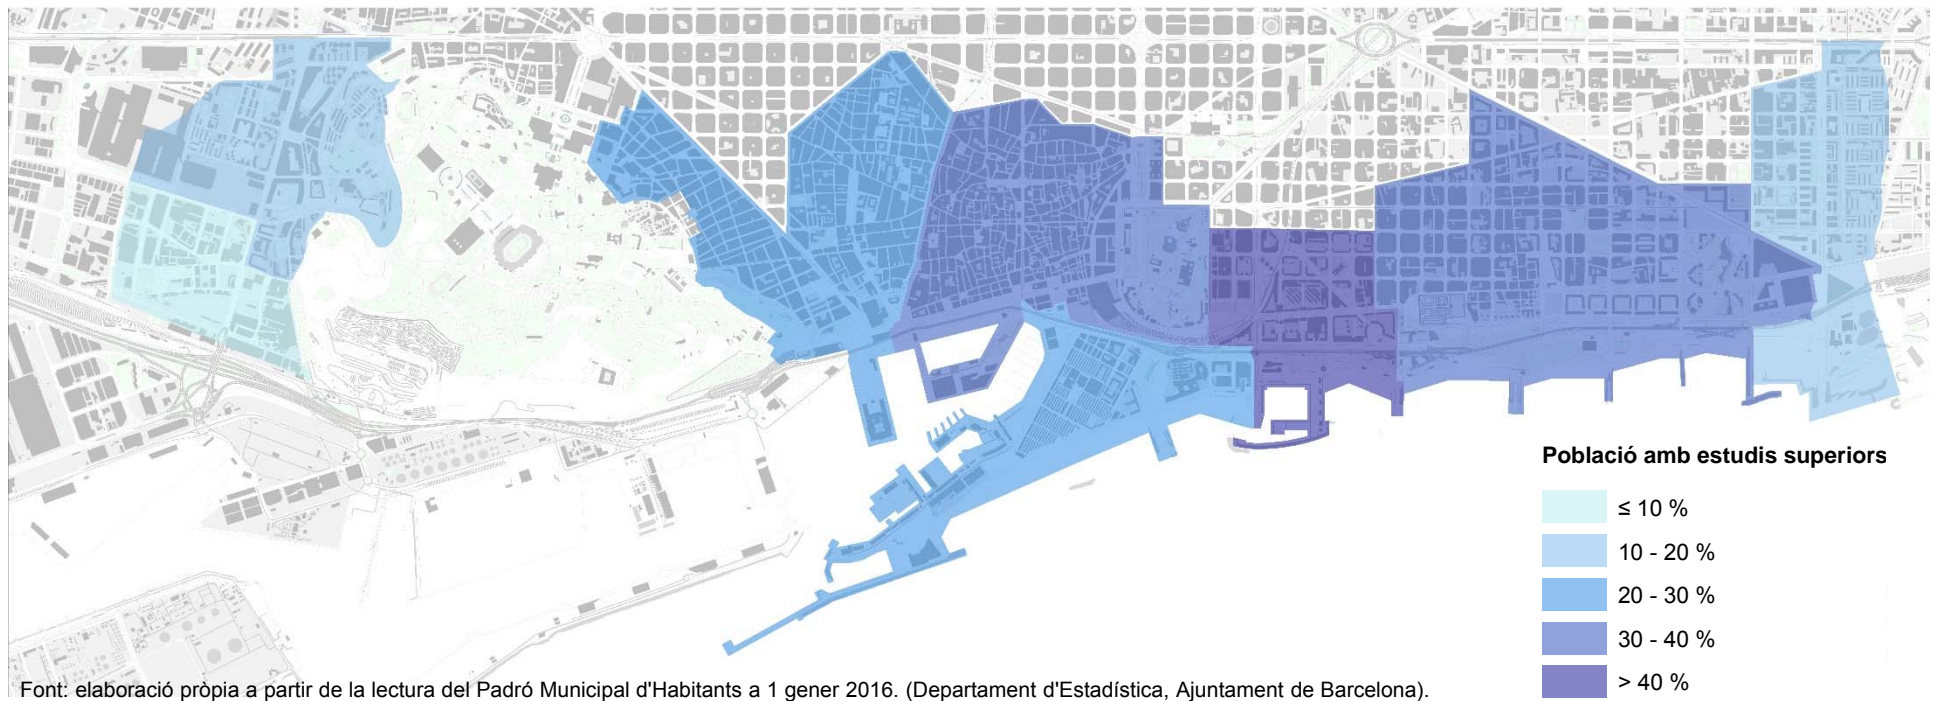 Població amb estudis superiors
≤ 10 %
10 - 20 %
20 - 30 %
30 - 40 %
> 40 %
Font: elaboració pròpia a partir de la lectura del Padró Municipal d'Habitants a 1 gener 2016. (Departament d'Estadística, Ajuntament de Barcelona).